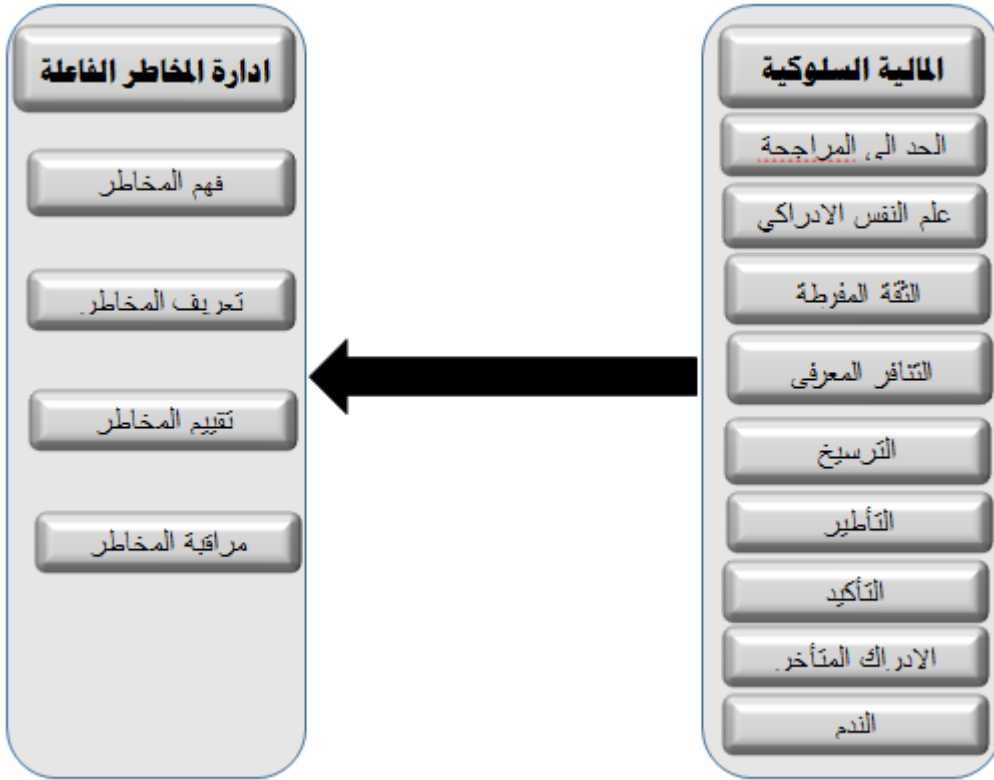 المالية السلوكية
الحد الى المراجحة
علم النفس الادراكي
الثقة المفرطة
التنافر المعرفي
الترسيخ
التأطير
التأكيد
الادراك المتأخر
الندم
ادارة المخاطر الفاعلة
فهم المخاطر
تعريف المخاطر
تقييم المخاطر
مراقبة المخاطر